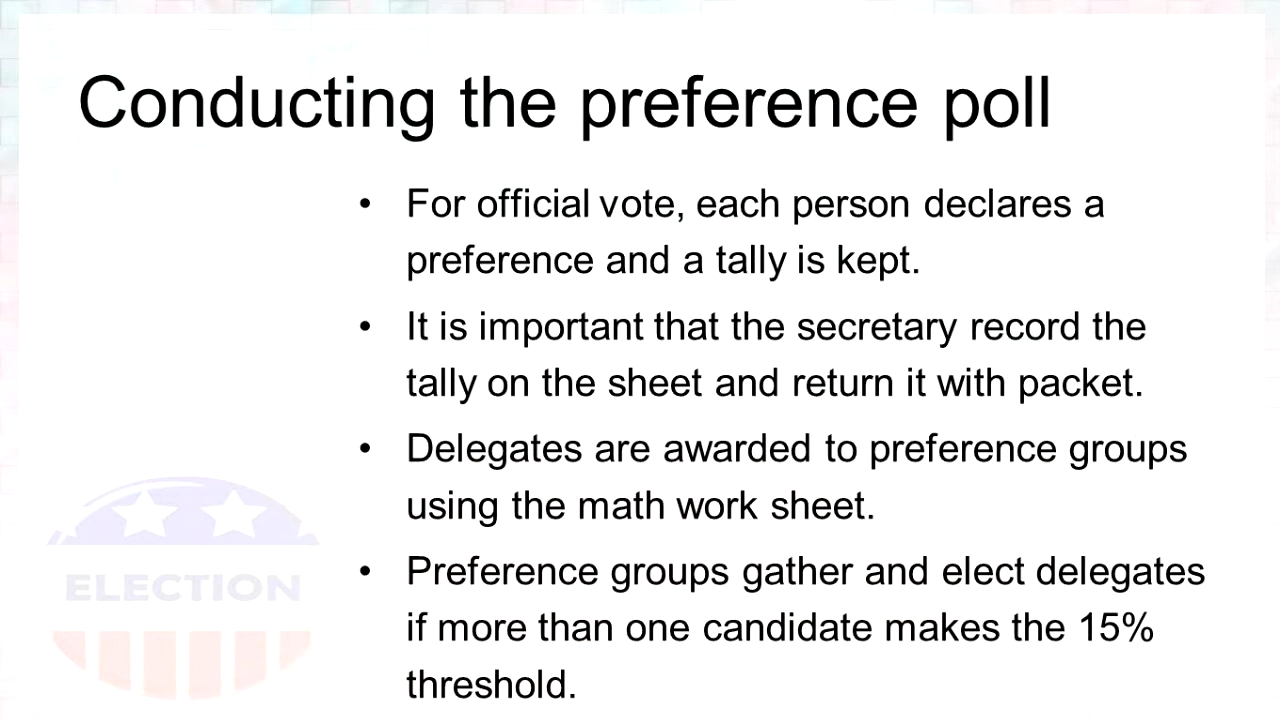 Conducting the preference poll
• For official vote, each person declares a
preference and a tally is kept.
• It is important that the secretary record the
tally on the sheet and return it with packet.
• Delegates are awarded to preference groups
using the math work sheet.
• Preference groups gather and elect delegates
if more than one candidate makes the 15%
threshold.
ELECTION